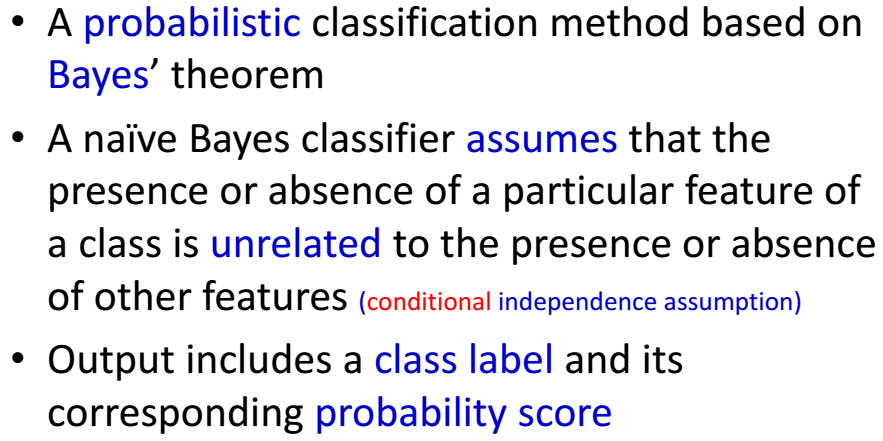 • A probabilistic classification method based on
Bayes’ theorem
• A naïve Bayes classifier assumes that the
presence or absence of a particular feature of
a class is unrelated to the presence or absence
of other features (conditional independence assumption)
• Output includes a class label and its
corresponding probability score